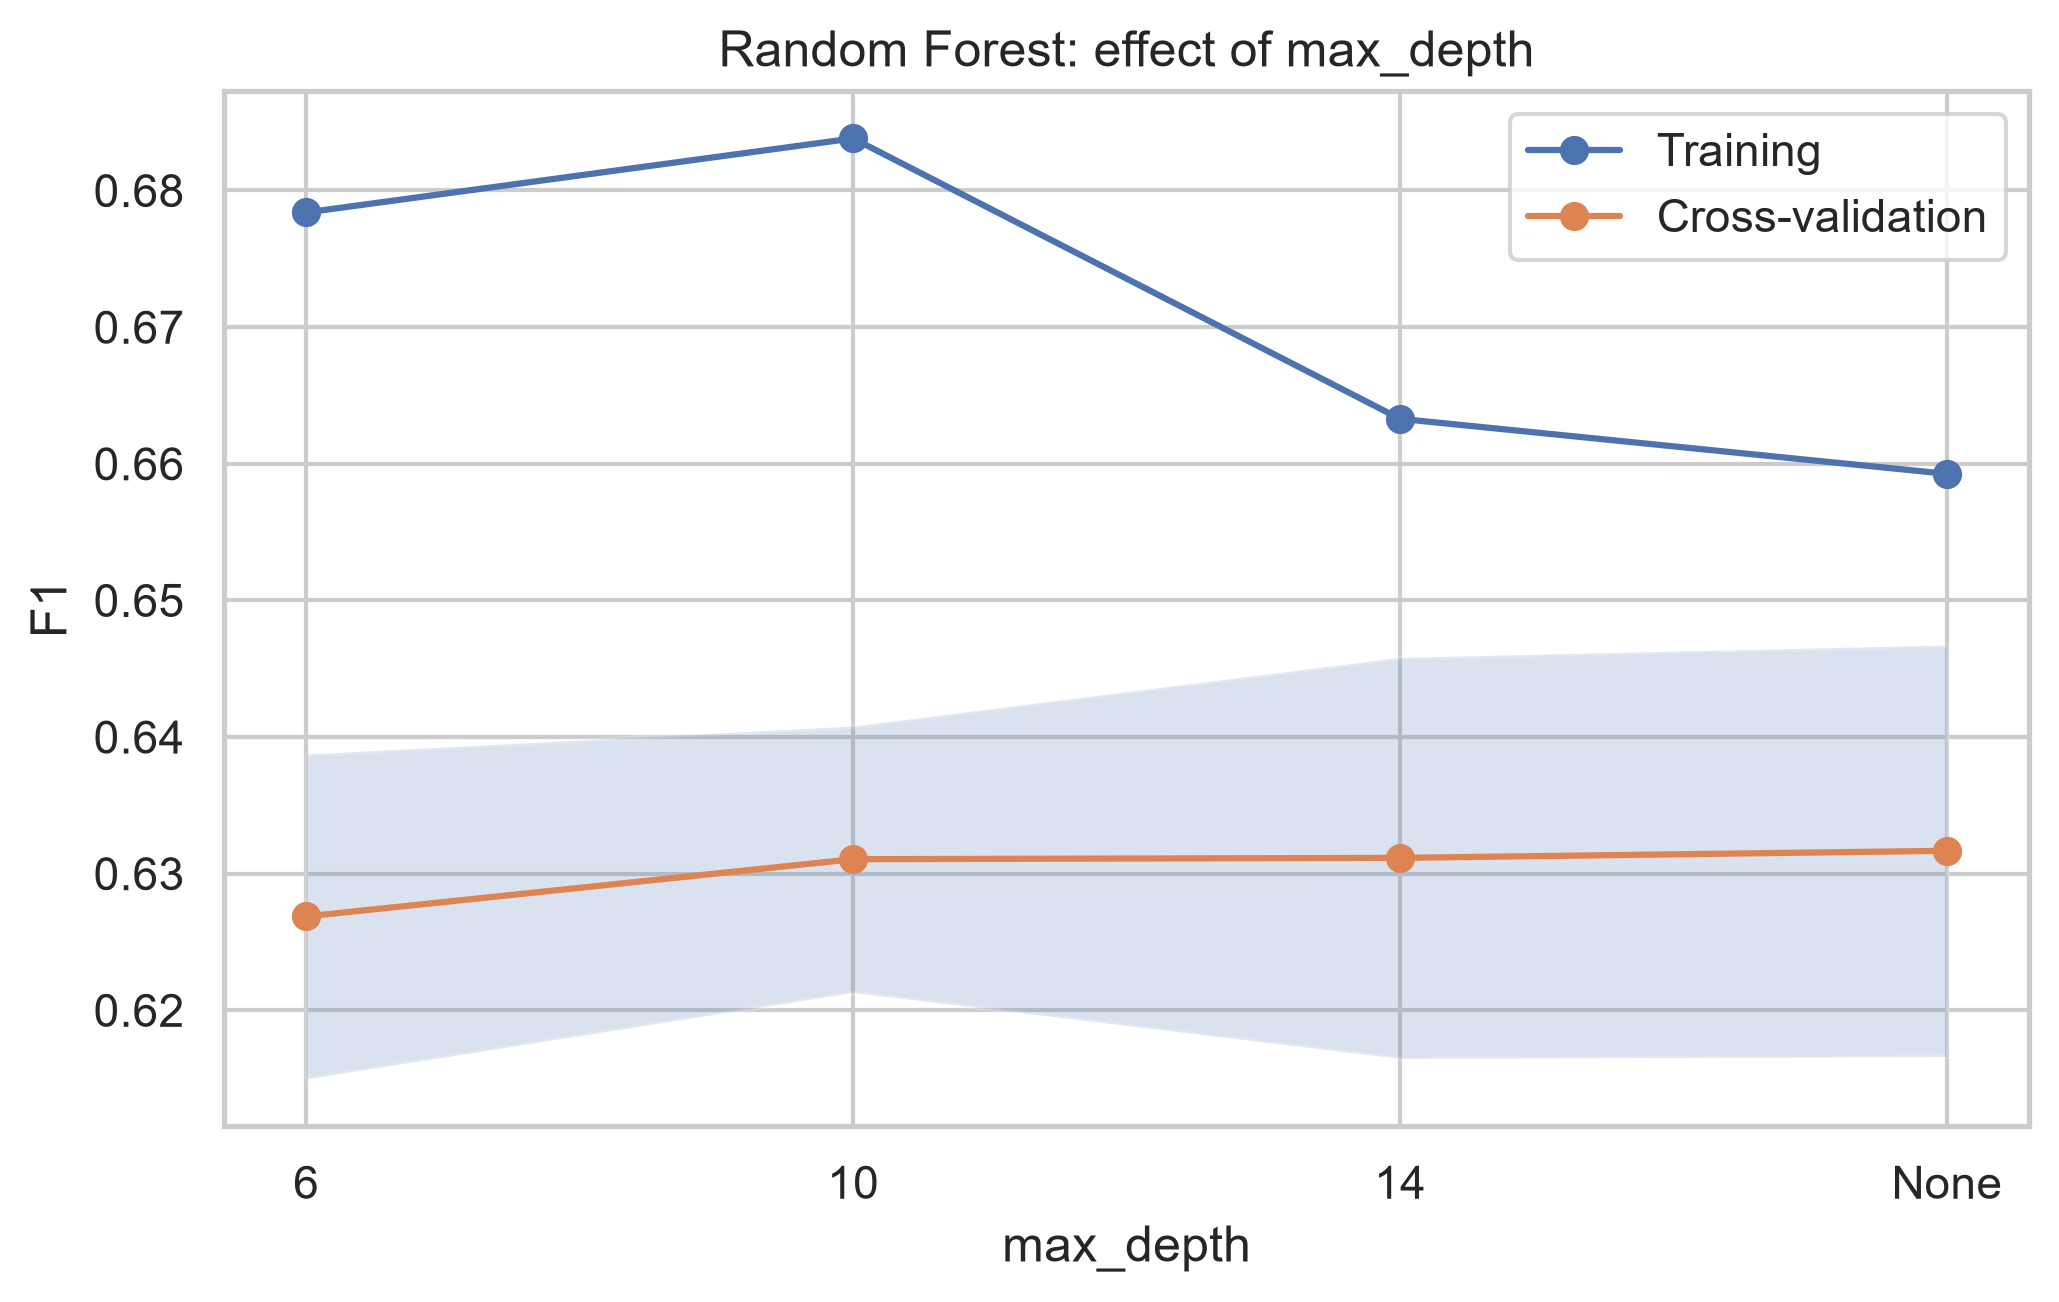 Random Forest: effect of max_depth
Training
Cross-validation
0.68
0.67
0.66
0.65
0.64
0.63
0.62
F1
6 10 14 None
max_depth